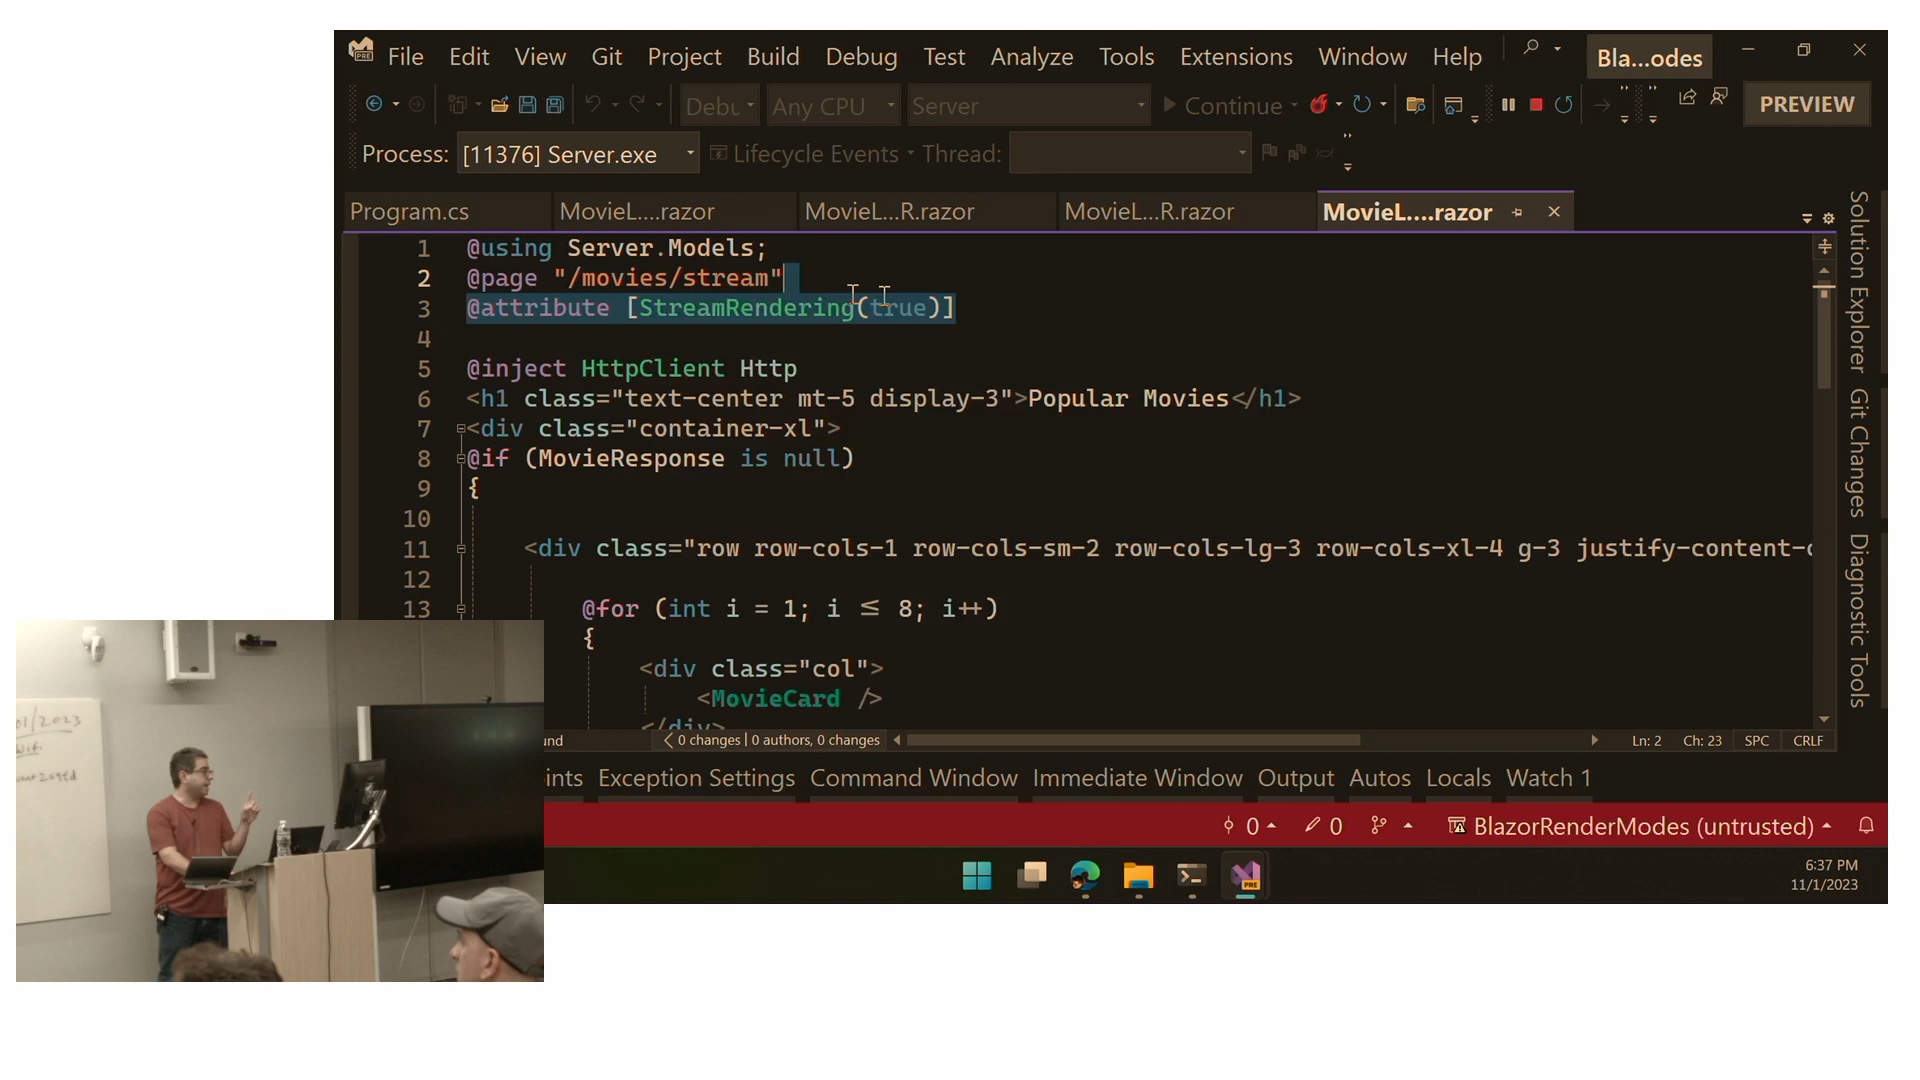 File Edit View Git Project Build Debug Test Analyze Tools Extensions Window Help Bla...odes
Debu Any CPU Server Continue PREVIEW
Process: [11376] Server.exe Lifecycle Events Thread:
Program.cs MovieL....razor MovieL...R.razor MovieL...R.razor MovieL....razor
1 @using Server.Models;
2 @page "/movies/stream"
3 @attribute [StreamRendering(true)]
4
5 @inject HttpClient Http
6 <h1 class="text-center mt-5 display-3">Popular Movies</h1>
7 <div class="container-xl">
8 @if (MovieResponse is null)
9 {
10
11 <div class="row row-cols-1 row-cols-sm-2 row-cols-lg-3 row-cols-xl-4 g-3 justify-content-c
12
13 @for (int i = 1; i ≤ 8; i++)
{
<div class="col">
<MovieCard />
</div>
Solution Explorer
Git Changes
Diagnostic Tools
und 0 changes | 0 authors, 0 changes Ln: 2 Ch: 23 SPC CRLF
ints Exception Settings Command Window Immediate Window Output Autos Locals Watch 1
0 0 BlazorRenderModes (untrusted)
PRE
6:37 PM
11/1/2023
01/2023
Wifi